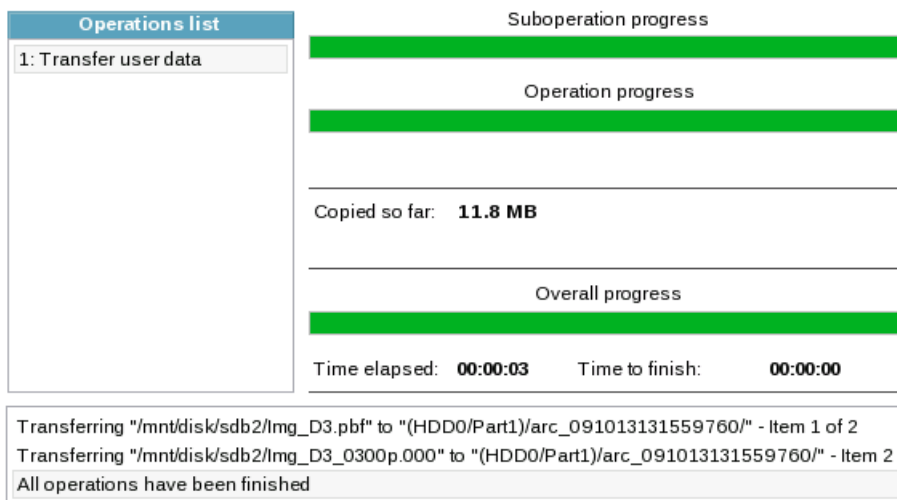 Operations list
1: Transfer user data
Suboperation progress
Operation progress
Copied so far: 11.8 MB
Overall progress
Time elapsed: 00:00:03 Time to finish: 00:00:00
Transferring "/mnt/disk/sdb2/Img_D3.pbf" to "(HDD0/Part1)/arc_091013131559760/" - Item 1 of 2
Transferring "/mnt/disk/sdb2/Img_D3_0300p.000" to "(HDD0/Part1)/arc_091013131559760/" - Item 2
All operations have been finished